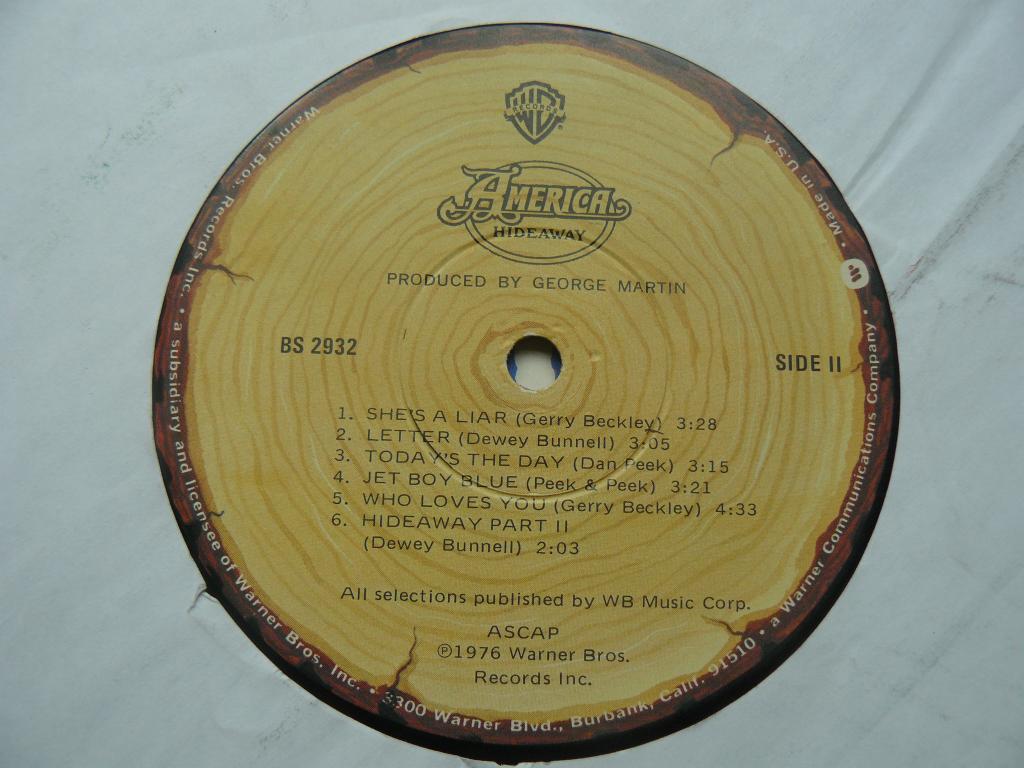 WB
RECORDS
®
AMERICA
HIDEAWAY
PRODUCED BY GEORGE MARTIN
BS 2932
SIDE II
1. SHE'S A LIAR (Gerry Beckley) 3:28
2. LETTER (Dewey Bunnell) 3:05
3. TODAY'S THE DAY (Dan Peek) 3:15
4. JET BOY BLUE (Peek & Peek) 3:21
5. WHO LOVES YOU (Gerry Beckley) 4:33
6. HIDEAWAY PART II
(Dewey Bunnell) 2:03
All selections published by WB Music Corp.
ASCAP
℗1976 Warner Bros.
Records Inc.
Warner Bros. Records Inc. • a subsidiary and licensee of Warner Bros. Inc. • 3300 Warner Blvd., Burbank, Calif. 91510 • a Warner Communications Company • • Made in U.S.A.